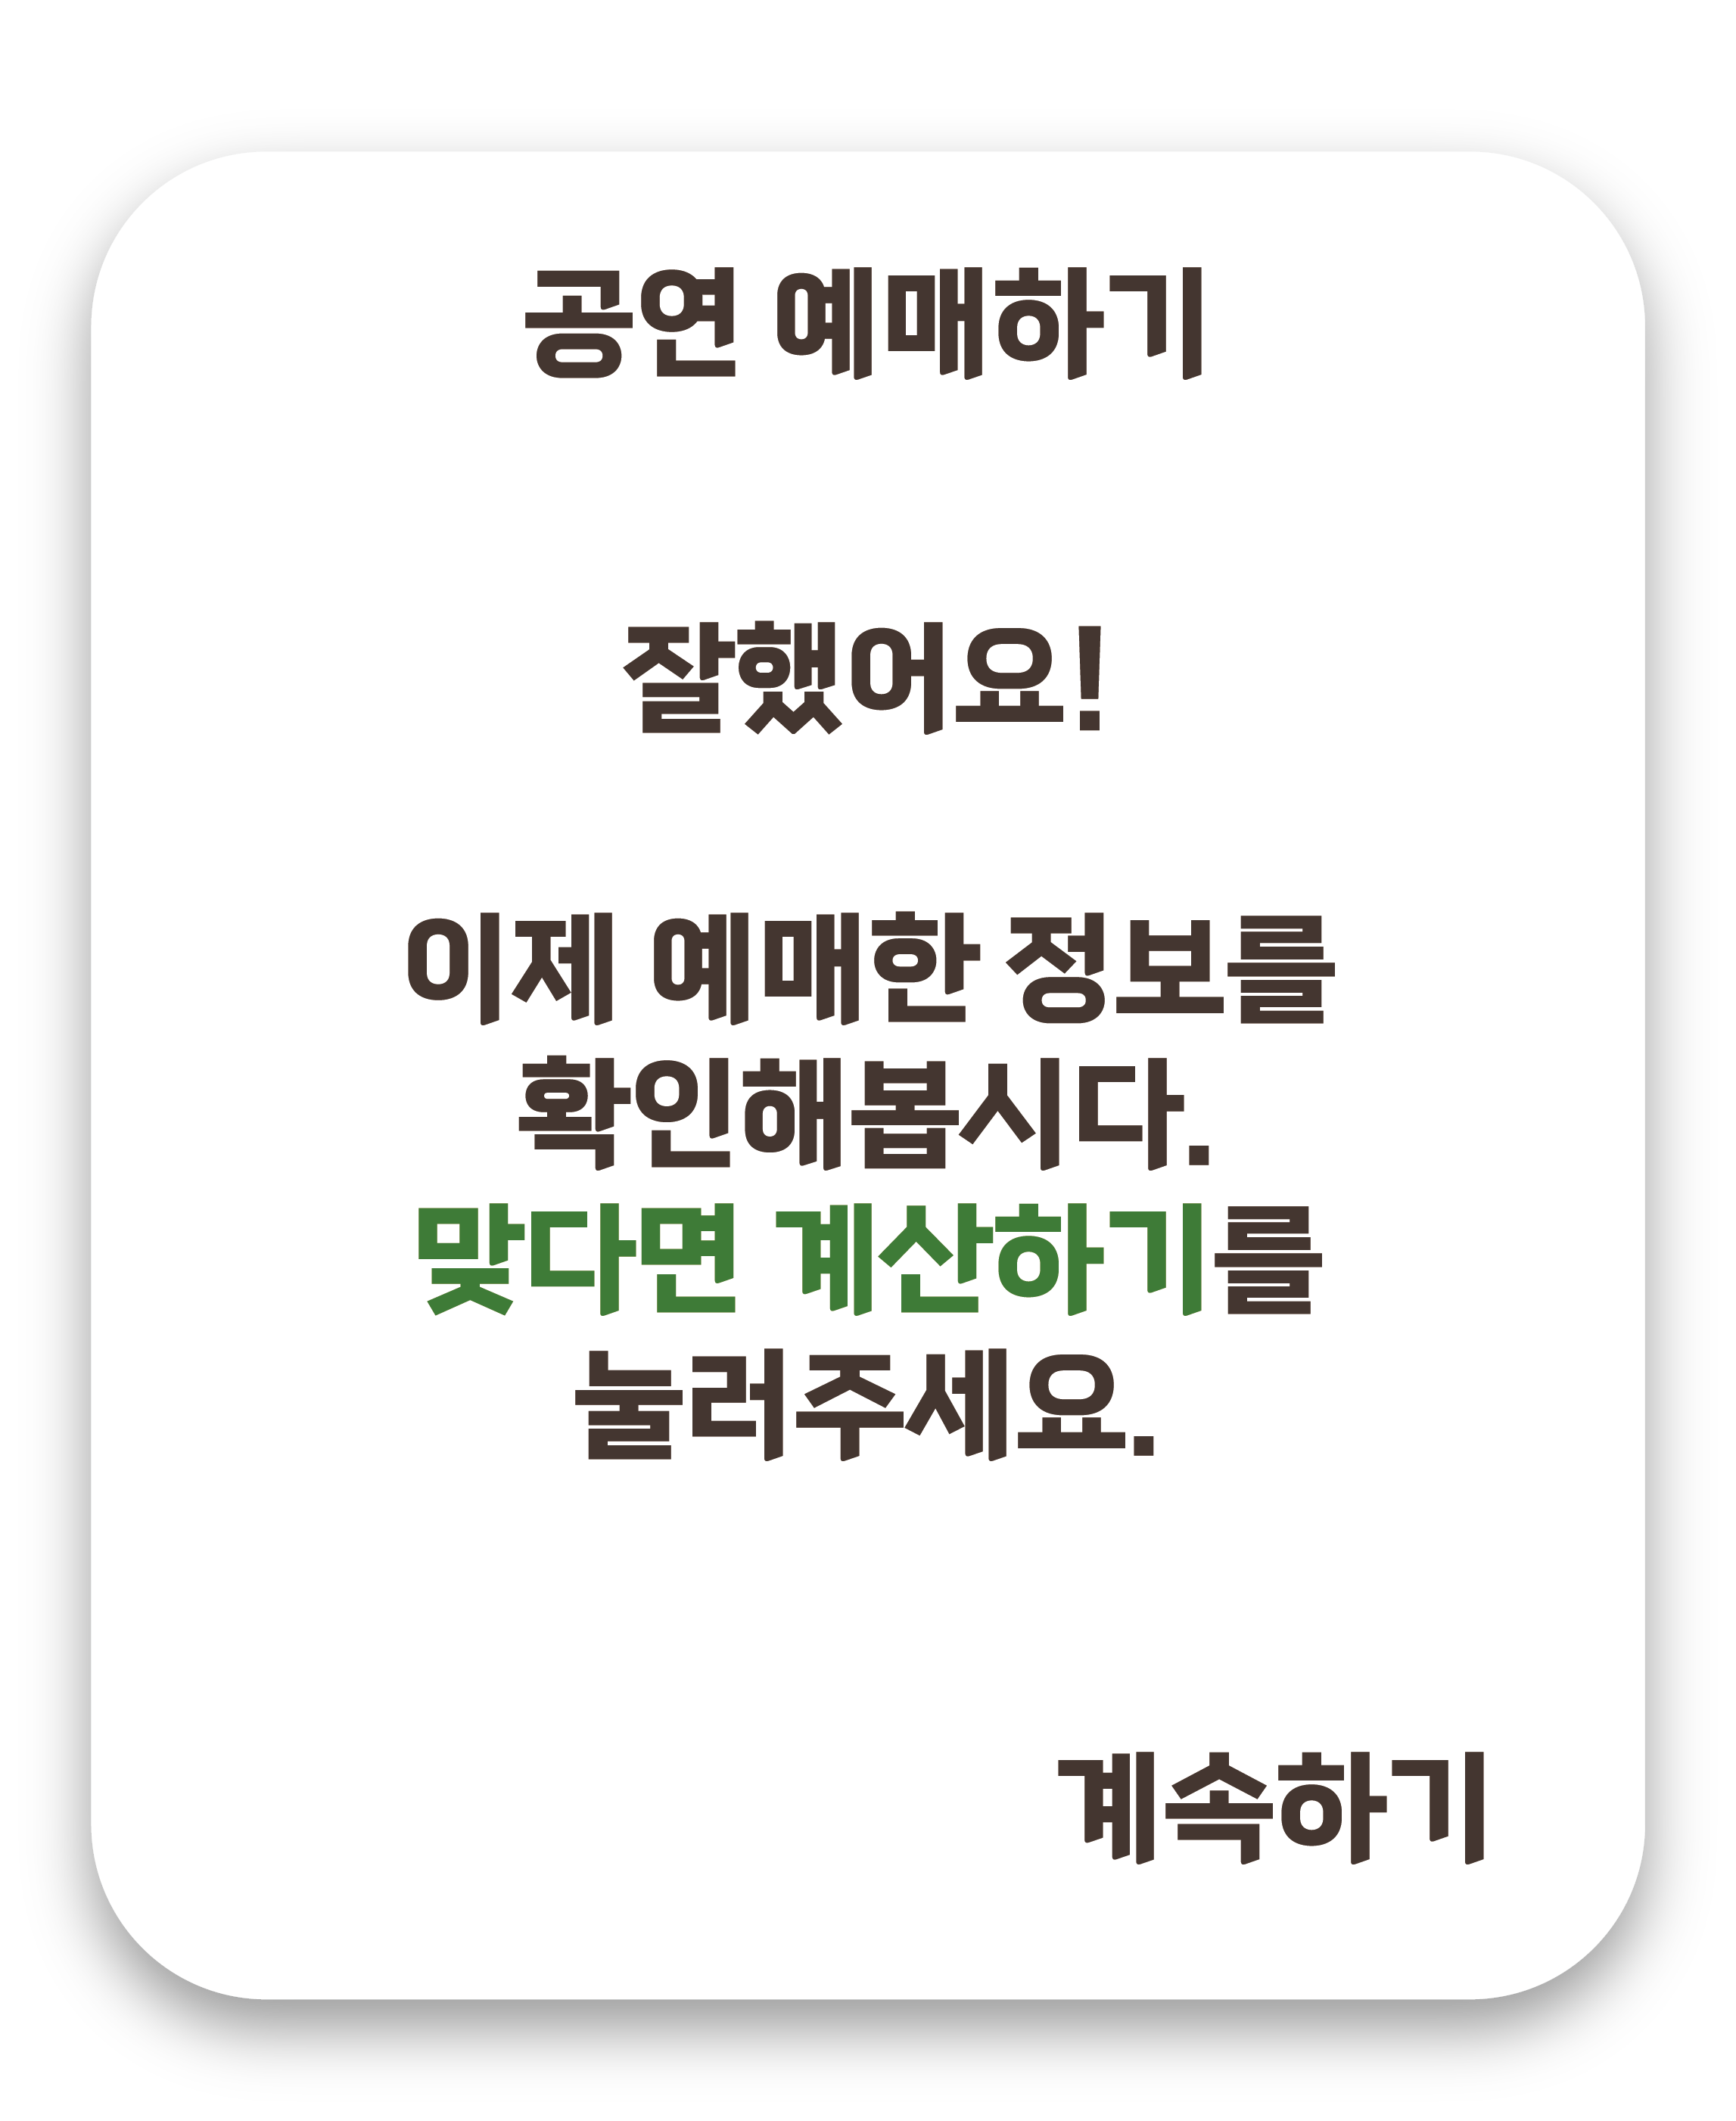 공연 예매하기
잘했어요!
이제 예매한 정보를
확인해봅시다.
맞다면 계산하기를
눌러주세요.
계속하기